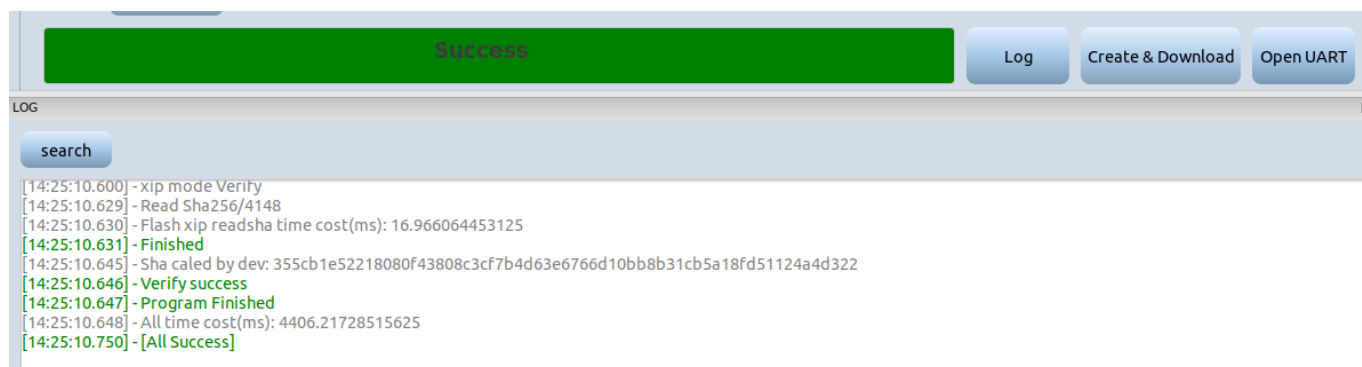 Success
Log
Create & Download
Open UART
LOG
search
[14:25:10.600] - xip mode Verify
[14:25:10.629] - Read Sha256/4148
[14:25:10.630] - Flash xip readsha time cost(ms): 16.966064453125
[14:25:10.631] - Finished
[14:25:10.645] - Sha caled by dev: 355cb1e52218080f43808c3cf7b4d63e6766d10bb8b31cb5a18fd51124a4d322
[14:25:10.646] - Verify success
[14:25:10.647] - Program Finished
[14:25:10.648] - All time cost(ms): 4406.21728515625
[14:25:10.750] - [All Success]